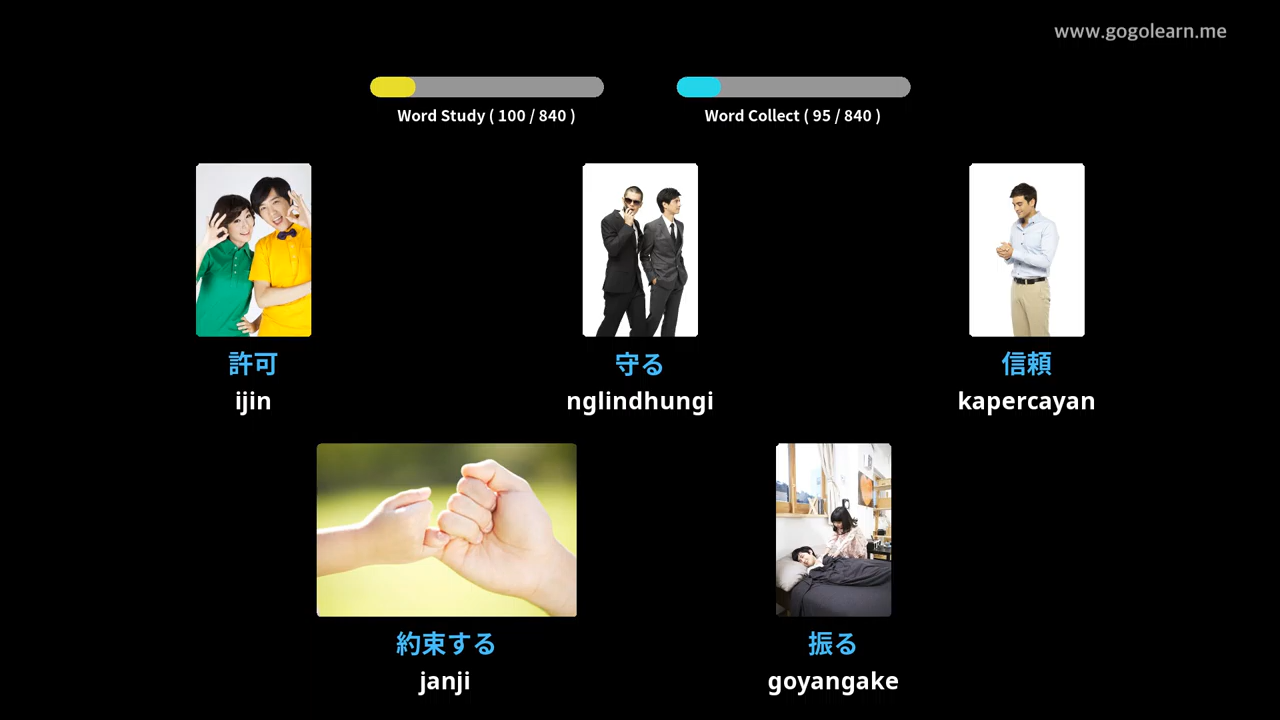 www.gogolearn.me
Word Study ( 100 / 840 )
Word Collect ( 95 / 840 )
許可
ijin
守る
nglindhungi
信頼
kapercayan
約束する
janji
振る
goyangake